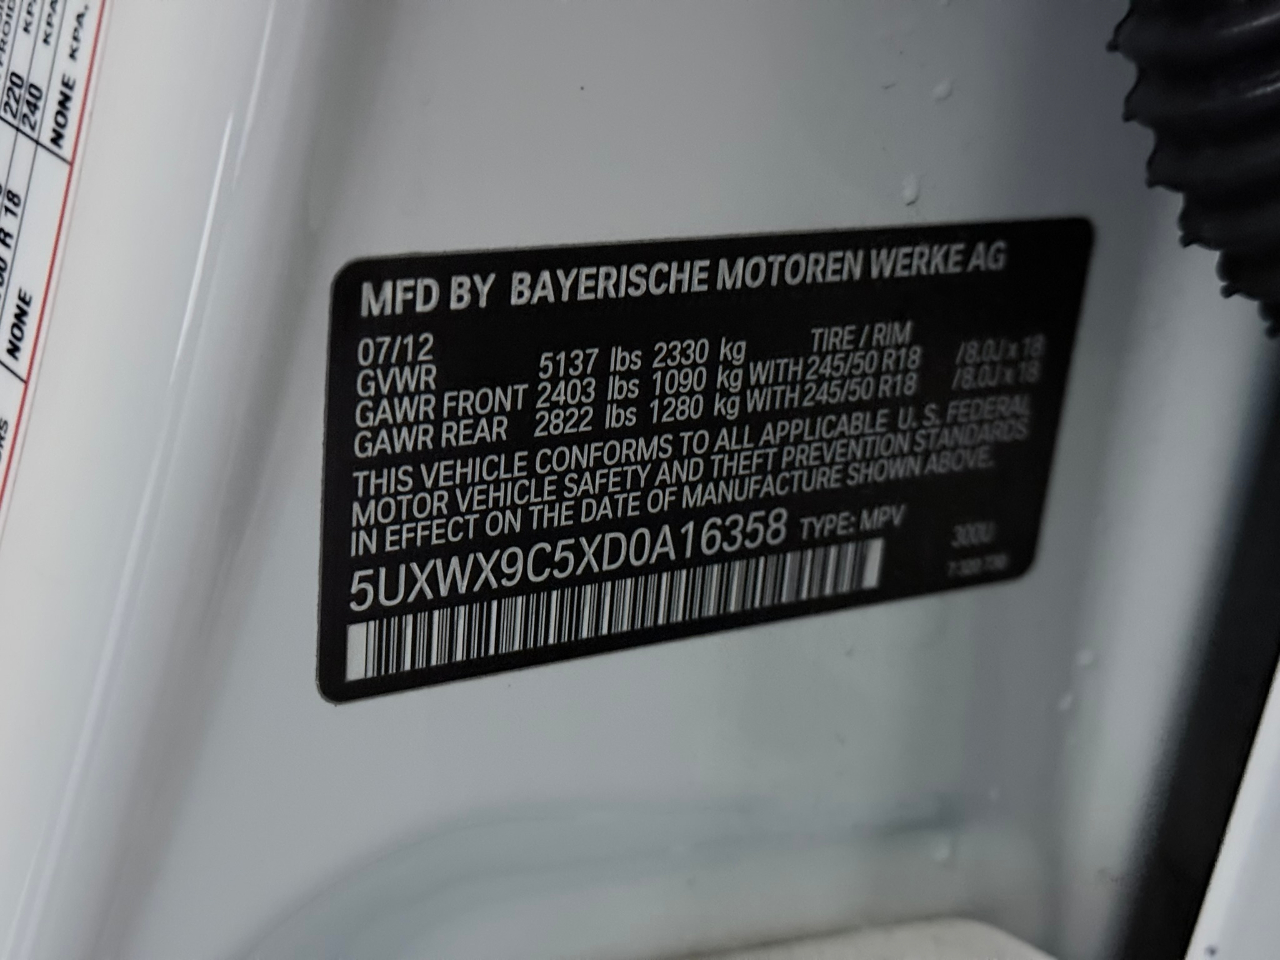 220 KPA
240 KPA
NONE KPA,
R 18
NONE
MFD BY BAYERISCHE MOTOREN WERKE AG
07/12 TIRE / RIM
GVWR 5137 lbs 2330 kg
GAWR FRONT 2403 lbs 1090 kg WITH 245/50 R18 /8.0J x 18
GAWR REAR 2822 lbs 1280 kg WITH 245/50 R18 /8.0J x 18
THIS VEHICLE CONFORMS TO ALL APPLICABLE U. S. FEDERAL
MOTOR VEHICLE SAFETY AND THEFT PREVENTION STANDARDS
IN EFFECT ON THE DATE OF MANUFACTURE SHOWN ABOVE.
5UXWX9C5XD0A16358 TYPE: MPV 300U